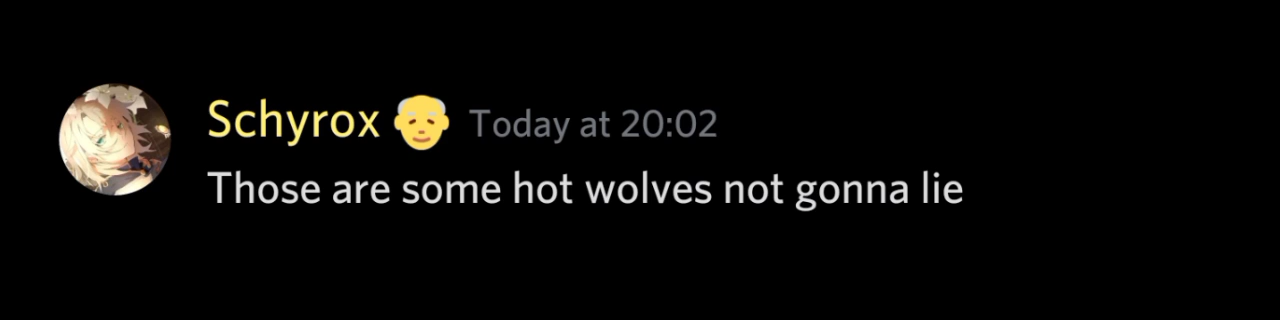 Schyrox 👴 Today at 20:02
Those are some hot wolves not gonna lie